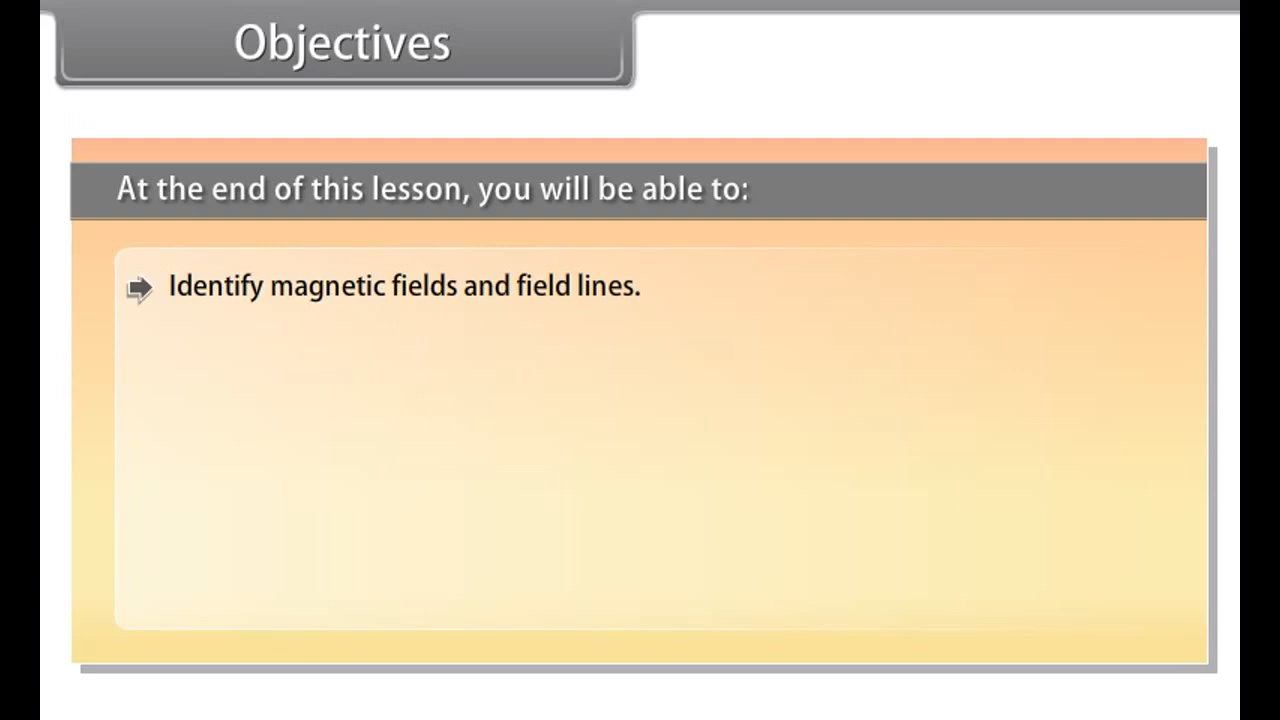 Objectives
At the end of this lesson, you will be able to:
Identify magnetic fields and field lines.